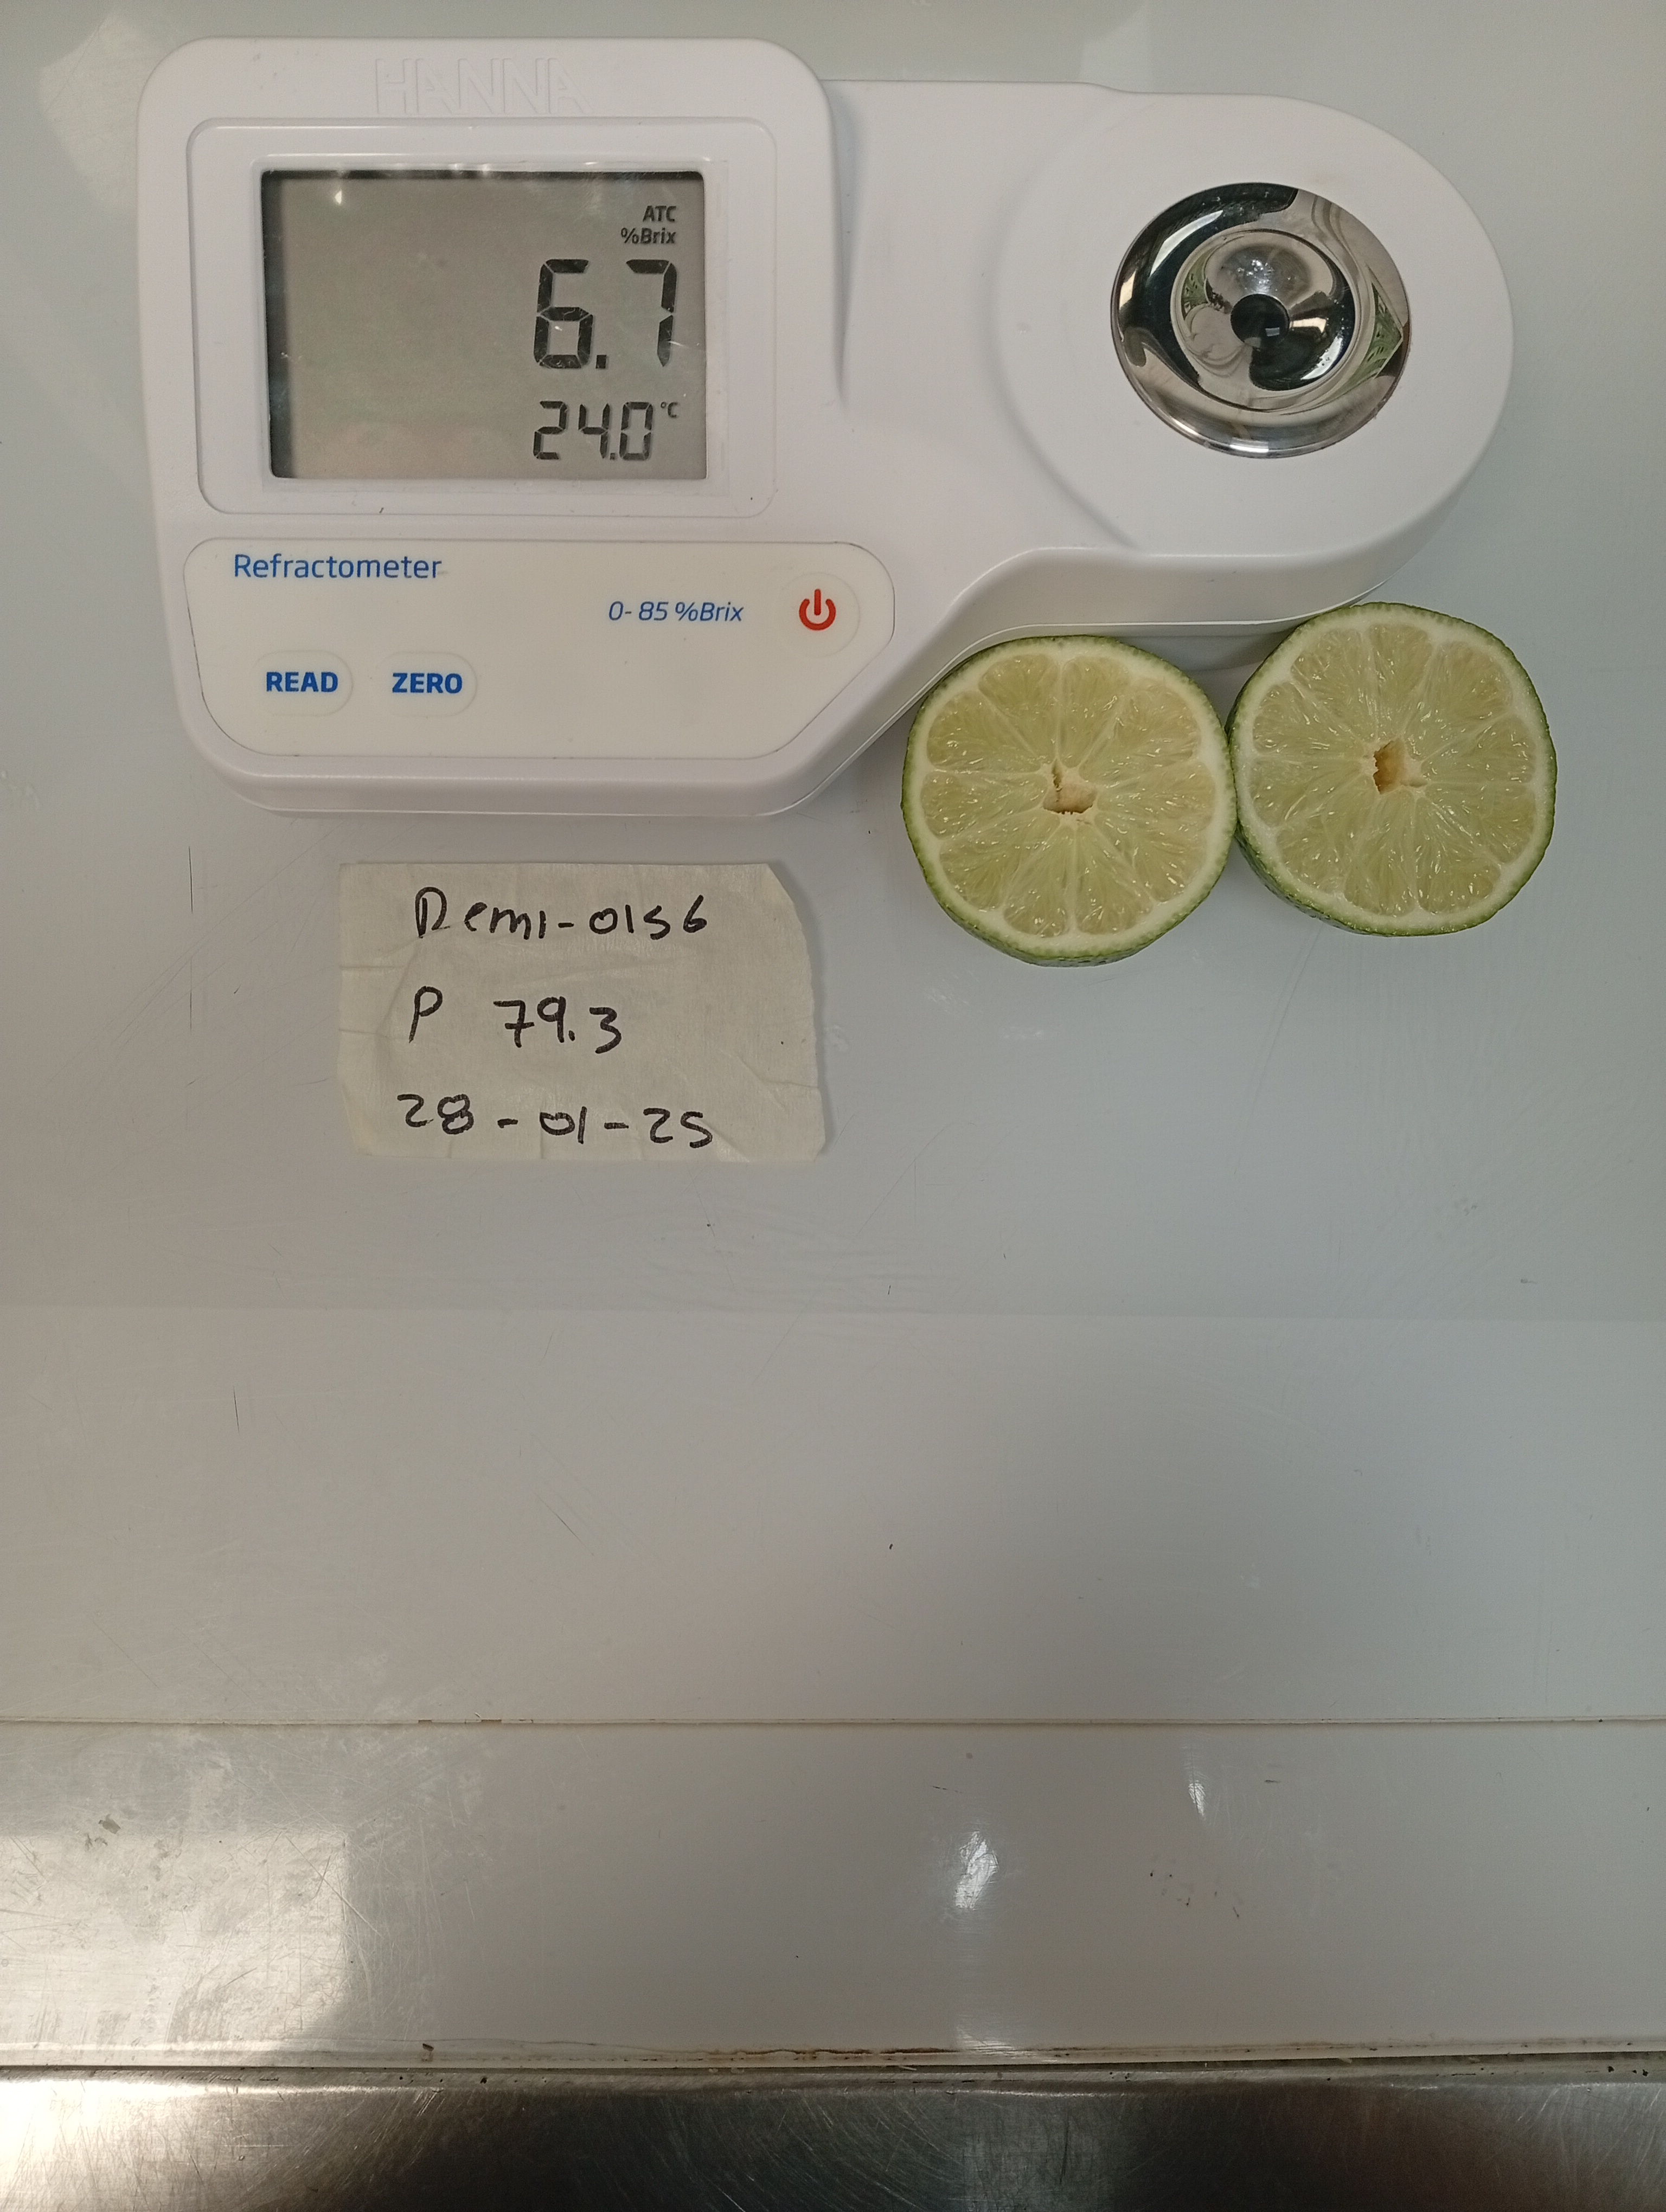 HANNA
ATC
%Brix
6.7
24.0°C
Refractometer
0-85 %Brix
READ ZERO
Remi-0156
P 79.3
28-01-25